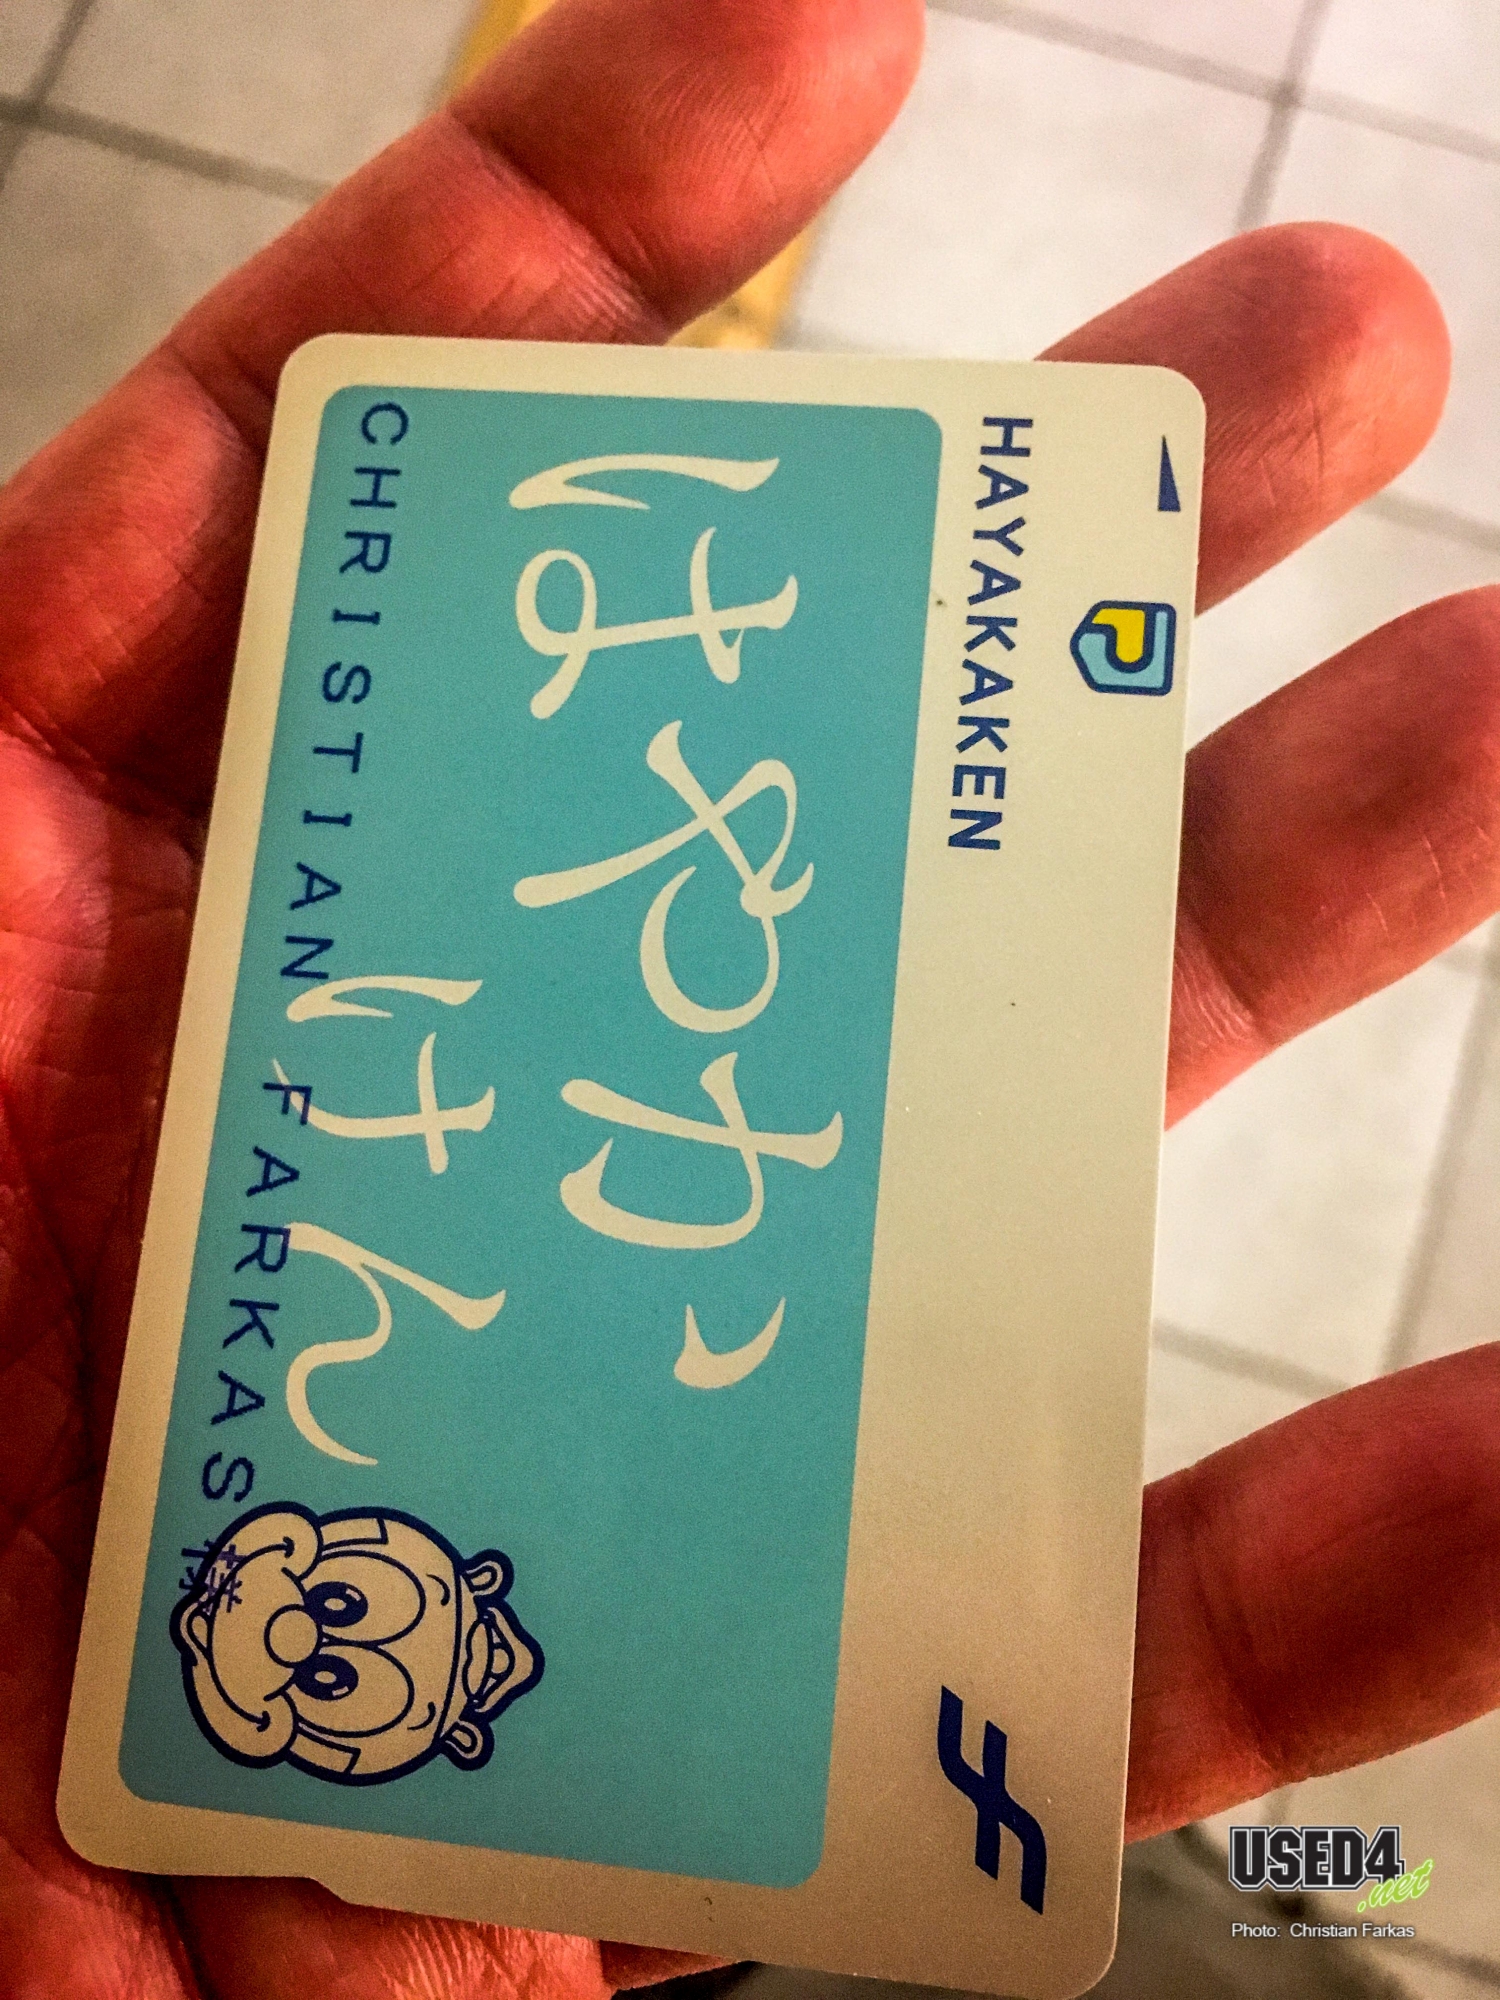 HAYAKAKEN
はやか゛
けん
CHRISTIAN FARKAS様
USED4
.net
Photo: Christian Farkas